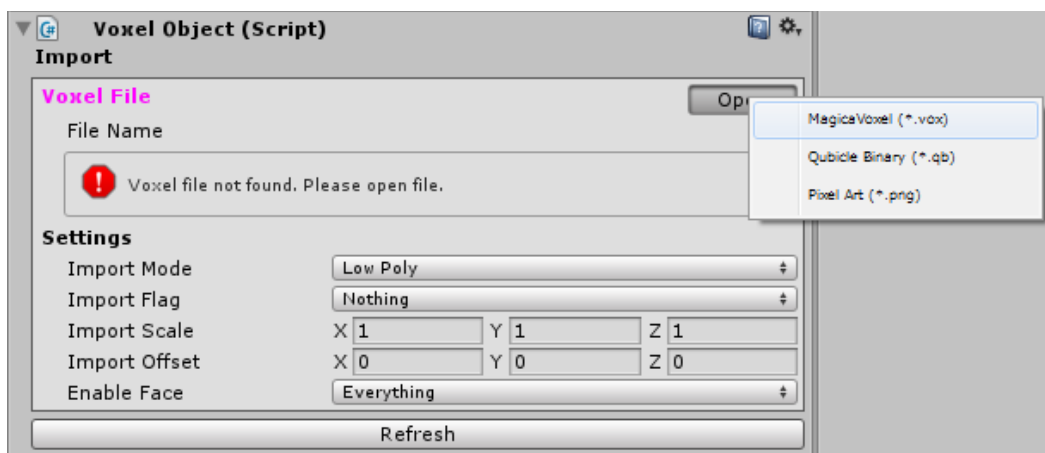 Voxel Object (Script)
Import
Voxel File
MagicaVoxel (*.vox)
File Name
Qubicle Binary (*.qb)
Voxel file not found. Please open file.
Pixel Art (*.png)
Settings
Import Mode Low Poly
Import Flag Nothing
Import Scale X 1 Y 1 Z 1
Import Offset X 0 Y 0 Z 0
Enable Face Everything
Refresh